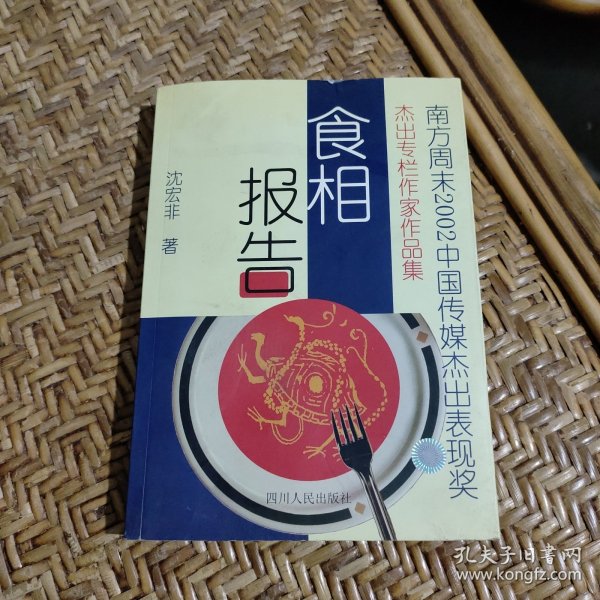 南方周末2002中国传媒杰出表现奖
杰出专栏作家作品集
食相
报告
沈宏非 著
四川人民出版社
孔夫子旧书网
www.kongfz.com